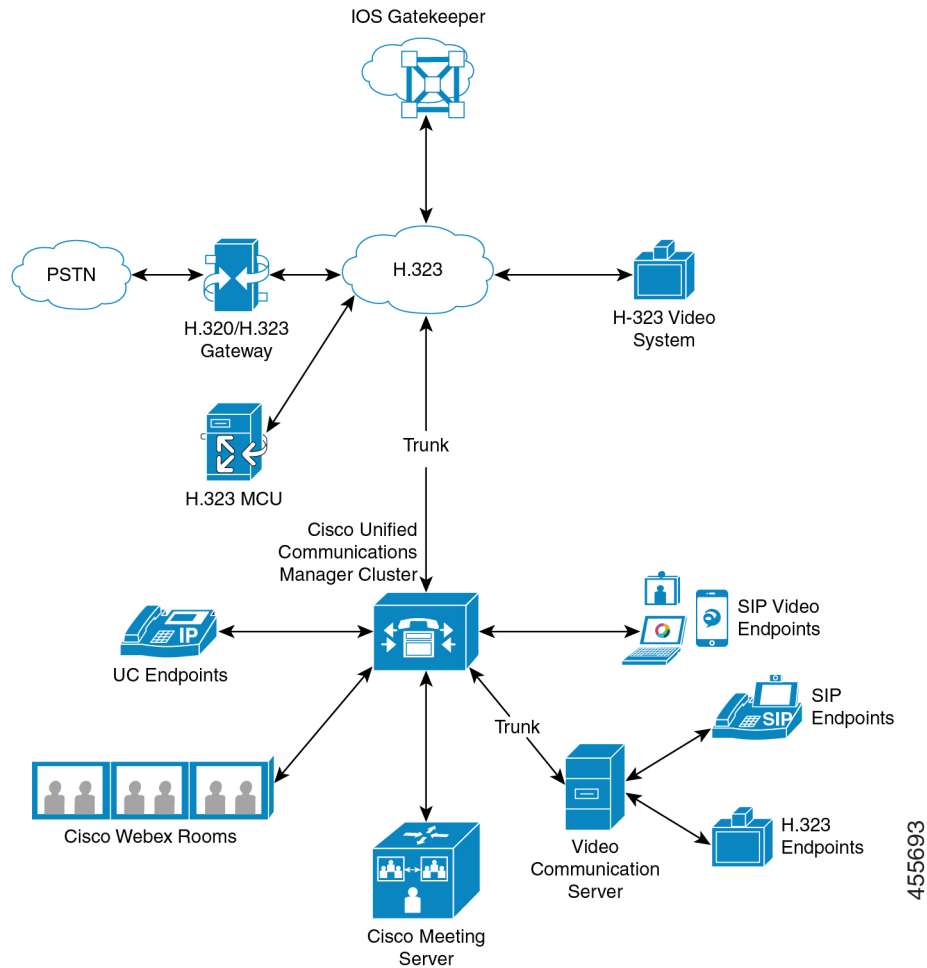 IOS Gatekeeper
PSTN
H.323
H.320/H.323
Gateway
H-323 Video
System
H.323 MCU
Trunk
Cisco Unified
Communications
Manager Cluster
IP
UC Endpoints
SIP Video
Endpoints
Trunk
SIP
SIP
Endpoints
Cisco Webex Rooms
Video
Communication
Server
H.323
Endpoints
Cisco Meeting
Server
455693